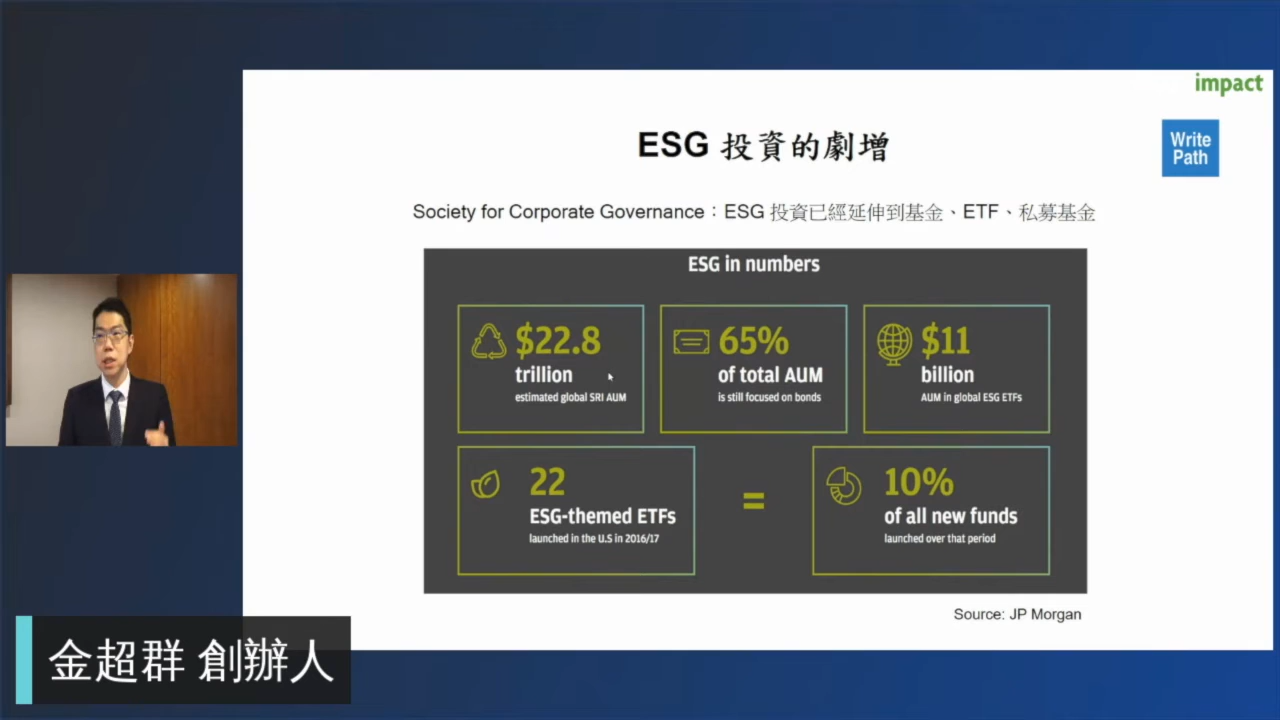 impact
Write
Path
ESG 投資的劇增
Society for Corporate Governance：ESG 投資已經延伸到基金、ETF、私募基金
ESG in numbers
$22.8
trillion
estimated global SRI AUM
65%
of total AUM
is still focused on bonds
$11
billion
AUM in global ESG ETFs
22
ESG-themed ETFs
launched in the U.S in 2016/17
=
10%
of all new funds
launched over that period
Source: JP Morgan
金超群 創辦人